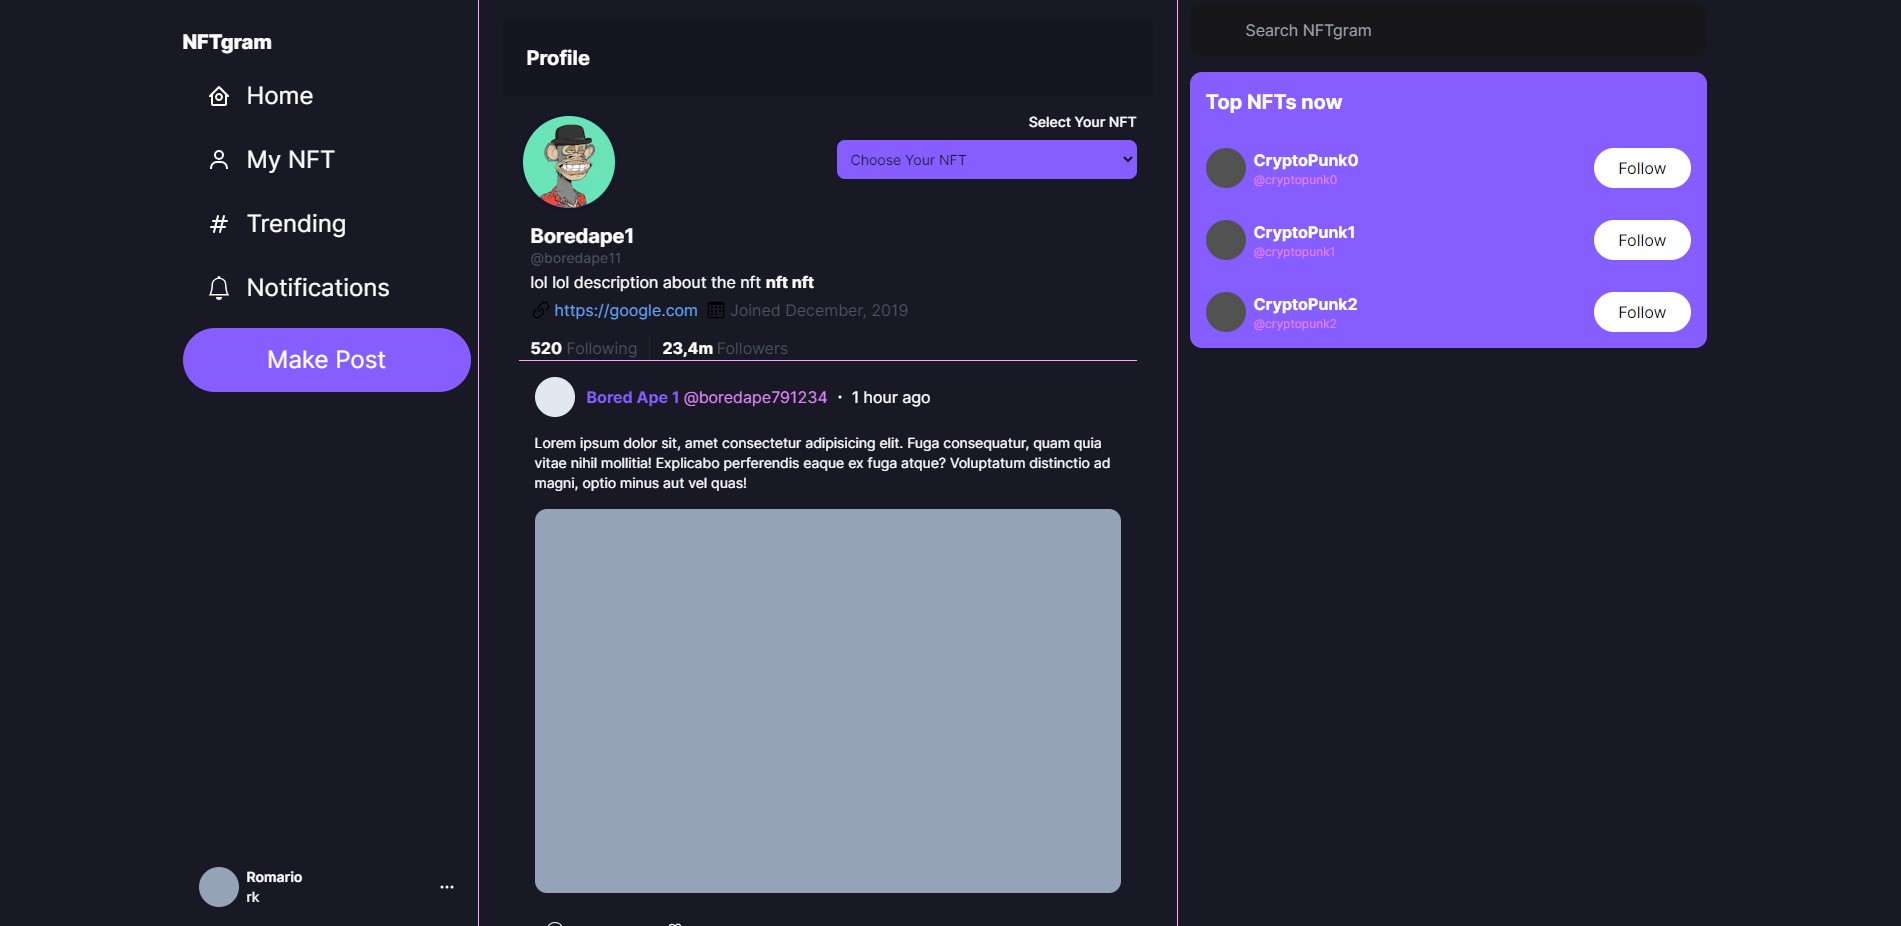 NFTgram
Home
My NFT
Trending
Notifications
Make Post
Romario
rk
Profile
Select Your NFT
Choose Your NFT
Boredape1
@boredape11
lol lol description about the nft nft nft
https://google.com Joined December, 2019
520 Following 23,4m Followers
Bored Ape 1 @boredape791234 · 1 hour ago
Lorem ipsum dolor sit, amet consectetur adipisicing elit. Fuga consequatur, quam quia
vitae nihil mollitia! Explicabo perferendis eaque ex fuga atque? Voluptatum distinctio ad
magni, optio minus aut vel quas!
Search NFTgram
Top NFTs now
CryptoPunk0
@cryptopunk0
Follow
CryptoPunk1
@cryptopunk1
Follow
CryptoPunk2
@cryptopunk2
Follow